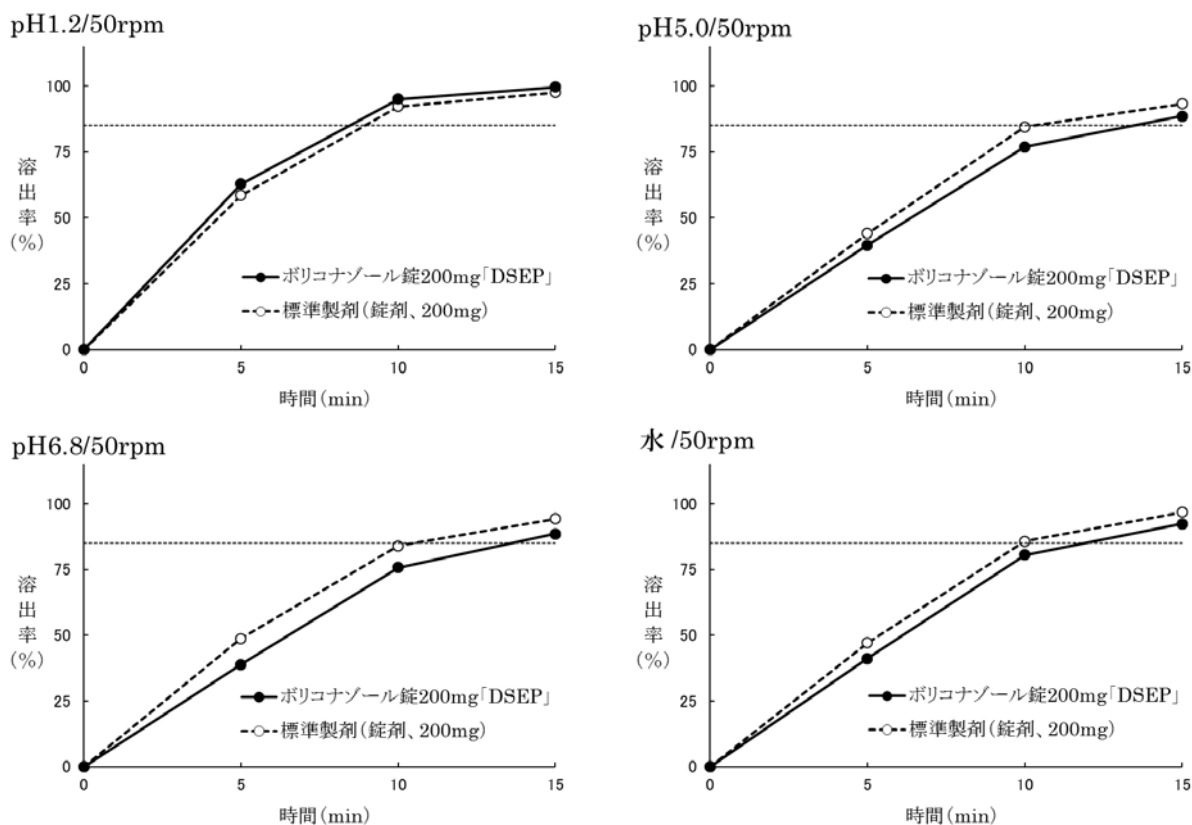 pH1.2/50rpm
100
75
50
25
0
溶出率(%)
0 5 10 15
時間(min)
ボリコナゾール錠200mg「DSEP」
標準製剤(錠剤、200mg)
pH5.0/50rpm
100
75
50
25
0
溶出率(%)
0 5 10 15
時間(min)
ボリコナゾール錠200mg「DSEP」
標準製剤(錠剤、200mg)
pH6.8/50rpm
100
75
50
25
0
溶出率(%)
0 5 10 15
時間(min)
ボリコナゾール錠200mg「DSEP」
標準製剤(錠剤、200mg)
水/50rpm
100
75
50
25
0
溶出率(%)
0 5 10 15
時間(min)
ボリコナゾール錠200mg「DSEP」
標準製剤(錠剤、200mg)